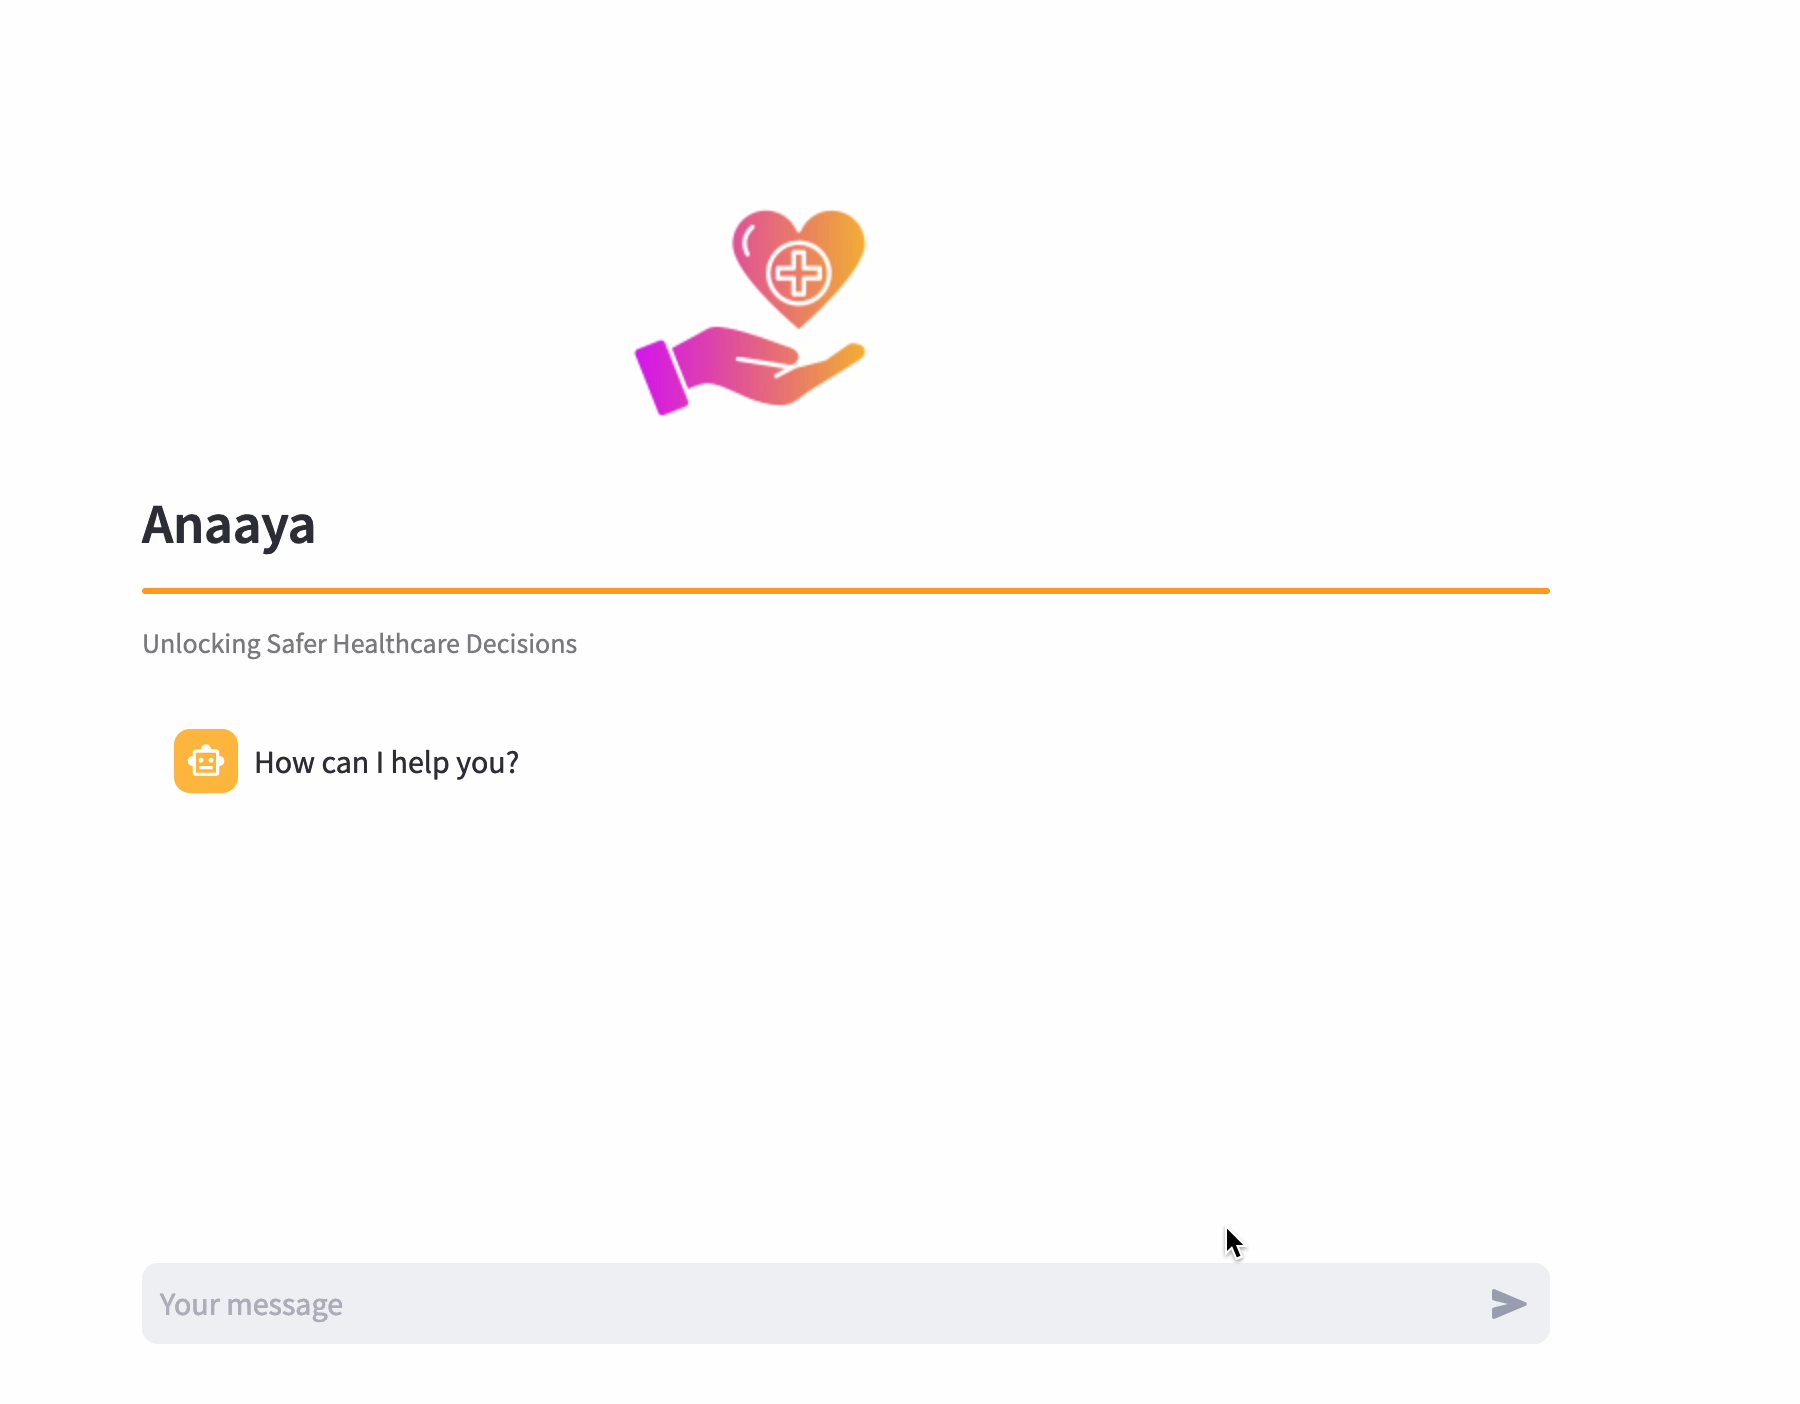 Anaaya
Unlocking Safer Healthcare Decisions
How can I help you?
Your message